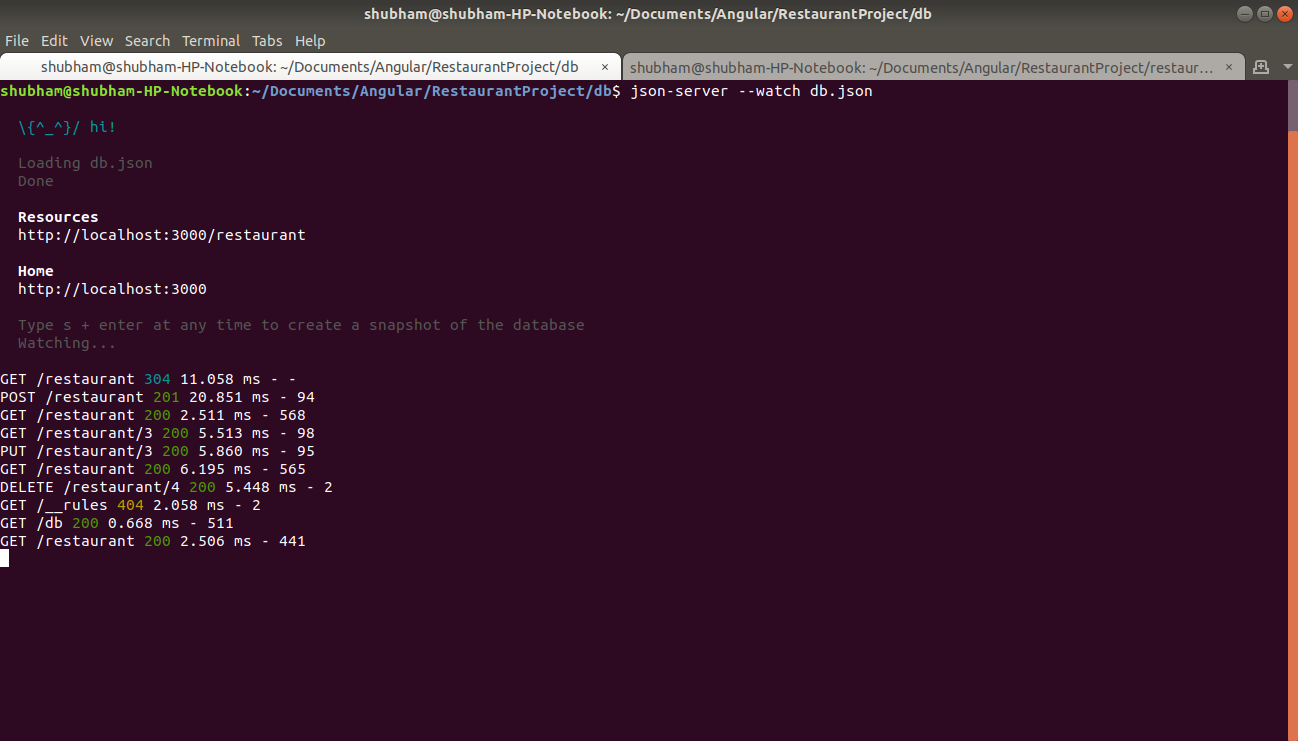 shubham@shubham-HP-Notebook: ~/Documents/Angular/RestaurantProject/db
File Edit View Search Terminal Tabs Help
shubham@shubham-HP-Notebook: ~/Documents/Angular/RestaurantProject/db × shubham@shubham-HP-Notebook: ~/Documents/Angular/RestaurantProject/restaur... ×
shubham@shubham-HP-Notebook:~/Documents/Angular/RestaurantProject/db$ json-server --watch db.json
\{^_^}/ hi!
Loading db.json
Done
Resources
http://localhost:3000/restaurant
Home
http://localhost:3000
Type s + enter at any time to create a snapshot of the database
Watching...
GET /restaurant 304 11.058 ms - -
POST /restaurant 201 20.851 ms - 94
GET /restaurant 200 2.511 ms - 568
GET /restaurant/3 200 5.513 ms - 98
PUT /restaurant/3 200 5.860 ms - 95
GET /restaurant 200 6.195 ms - 565
DELETE /restaurant/4 200 5.448 ms - 2
GET /__rules 404 2.058 ms - 2
GET /db 200 0.668 ms - 511
GET /restaurant 200 2.506 ms - 441